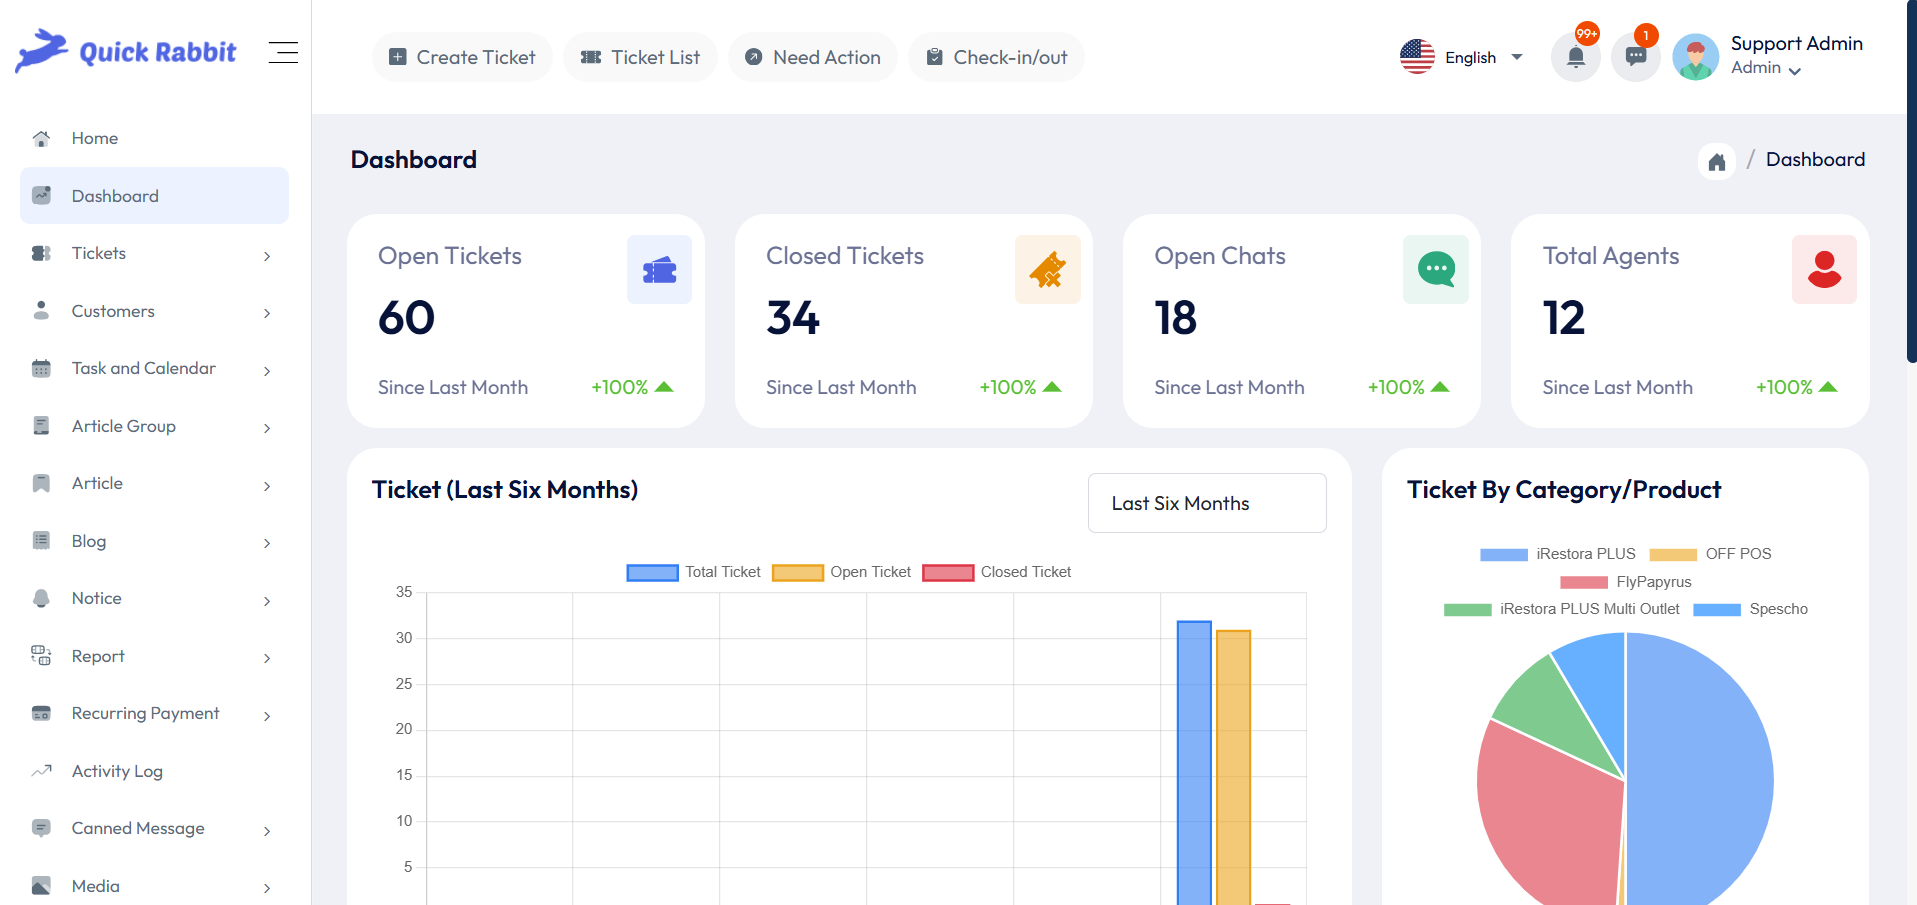 Quick Rabbit
Create Ticket
Ticket List
Need Action
Check-in/out
English
99+
1
Support Admin
Admin
Home
Dashboard
Tickets
Customers
Task and Calendar
Article Group
Article
Blog
Notice
Report
Recurring Payment
Activity Log
Canned Message
Media
Dashboard
/ Dashboard
Open Tickets
60
Since Last Month +100%
Closed Tickets
34
Since Last Month +100%
Open Chats
18
Since Last Month +100%
Total Agents
12
Since Last Month +100%
Ticket (Last Six Months)
Last Six Months
Total Ticket Open Ticket Closed Ticket
35
30
25
20
15
10
5
Ticket By Category/Product
iRestora PLUS OFF POS
FlyPapyrus
iRestora PLUS Multi Outlet Spescho